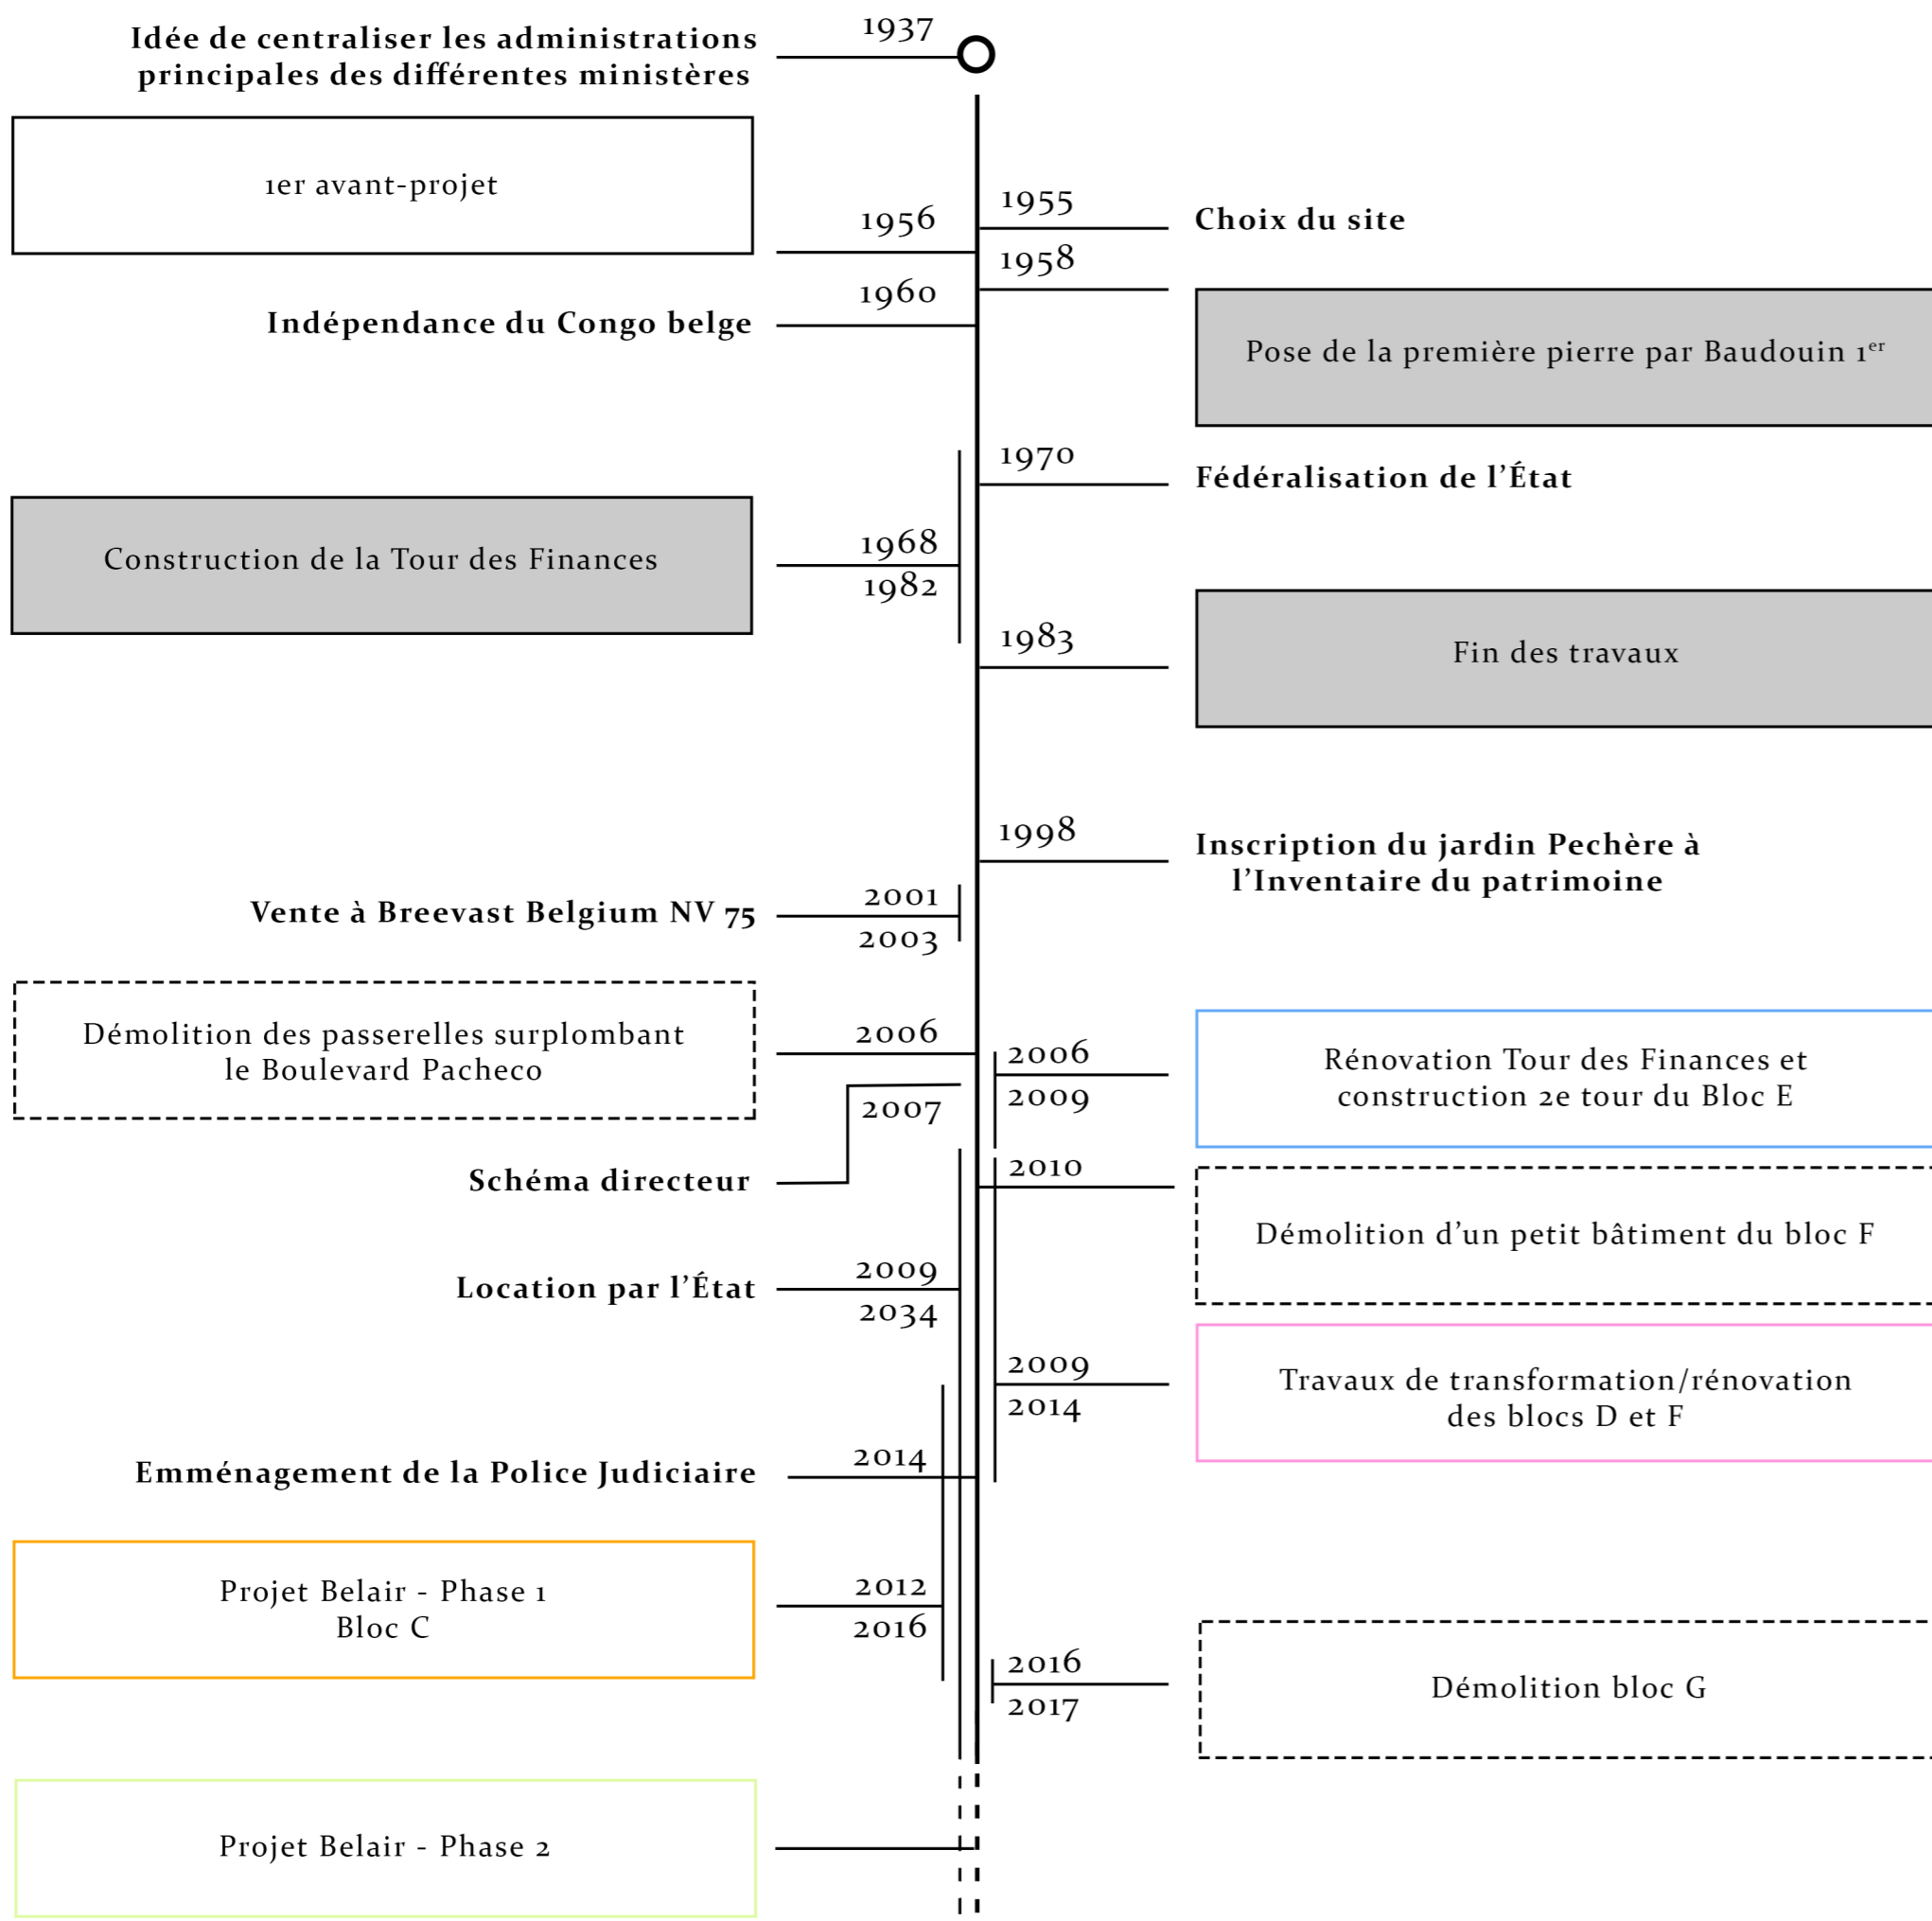 1937
Idée de centraliser les administrations
principales des différentes ministères
1er avant-projet
1955
Choix du site
1956
1958
1960
Indépendance du Congo belge
Pose de la première pierre par Baudouin 1er
1970
Fédéralisation de l'État
Construction de la Tour des Finances
1968
1982
1983
Fin des travaux
1998
Inscription du jardin Pechère à
l'Inventaire du patrimoine
Vente à Breevast Belgium NV 75
2001
2003
Démolition des passerelles surplombant
le Boulevard Pacheco
2006
2006
2009
Rénovation Tour des Finances et
construction 2e tour du Bloc E
2007
Schéma directeur
2010
Démolition d'un petit bâtiment du bloc F
Location par l'État
2009
2034
2009
2014
Travaux de transformation/rénovation
des blocs D et F
Emménagement de la Police Judiciaire
2014
Projet Belair - Phase 1
Bloc C
2012
2016
2016
2017
Démolition bloc G
Projet Belair - Phase 2